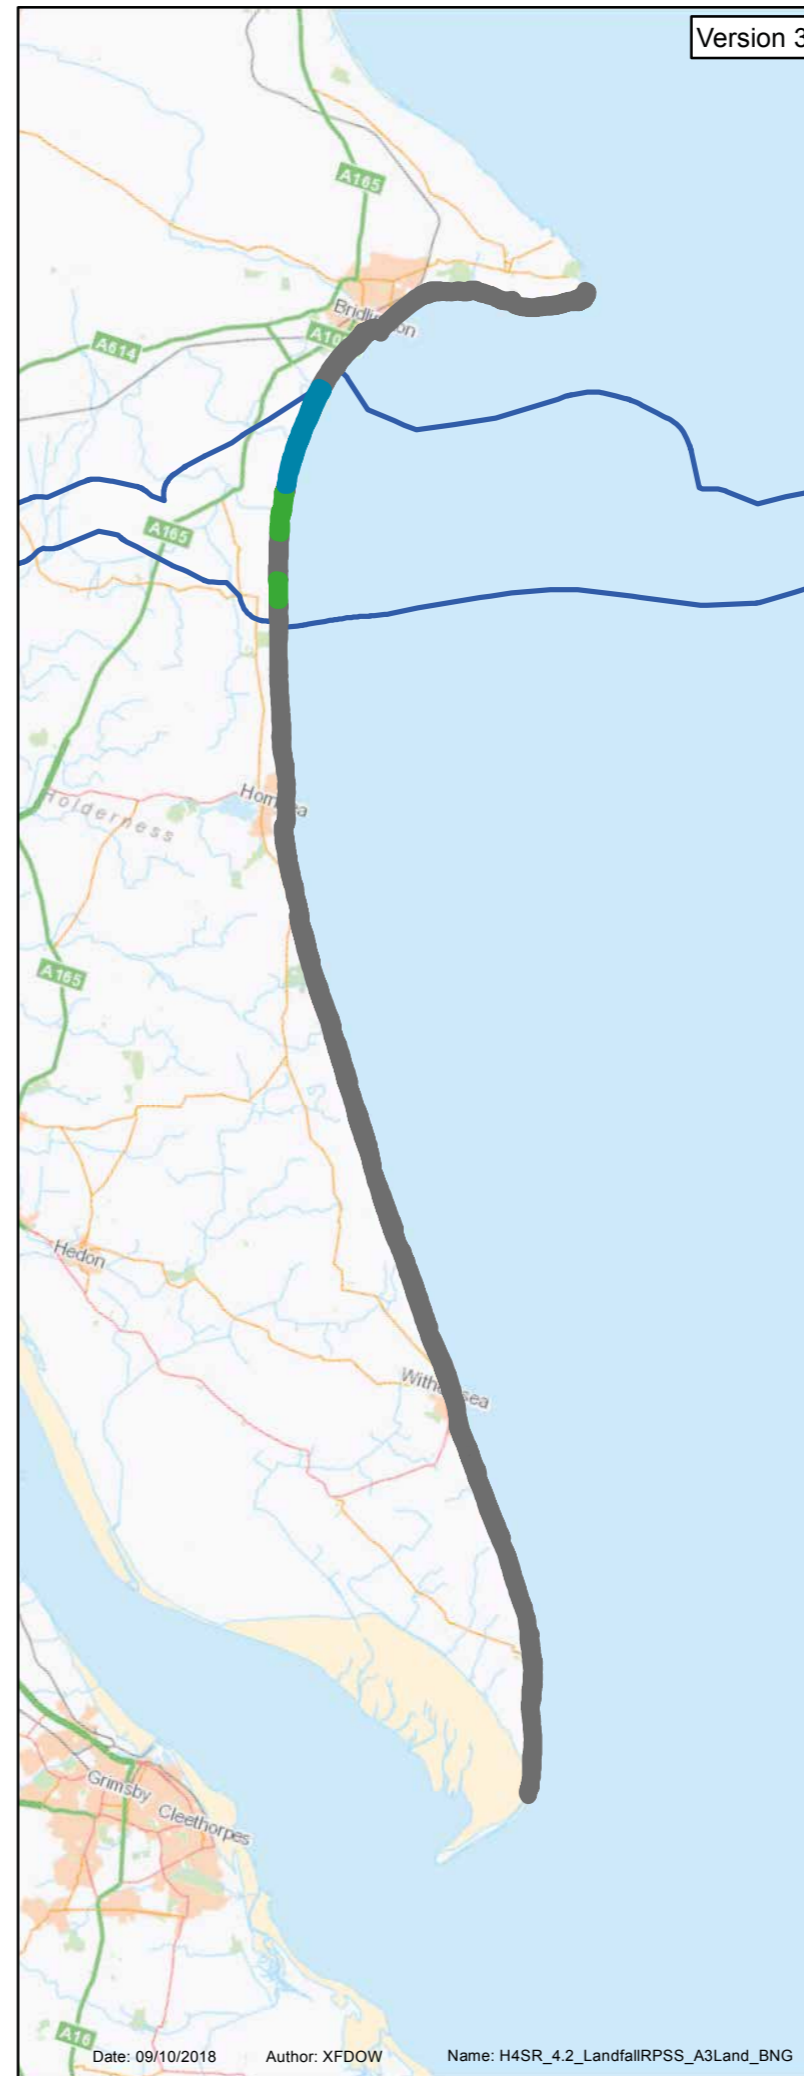 Version 3
A165
A614
A165
Holderness
A165
Hedon
Grimsby
Cleethorpes
A16
Date: 09/10/2018 Author: XFDOW Name: H4SR_4.2_LandfallRPSS_A3Land_BNG